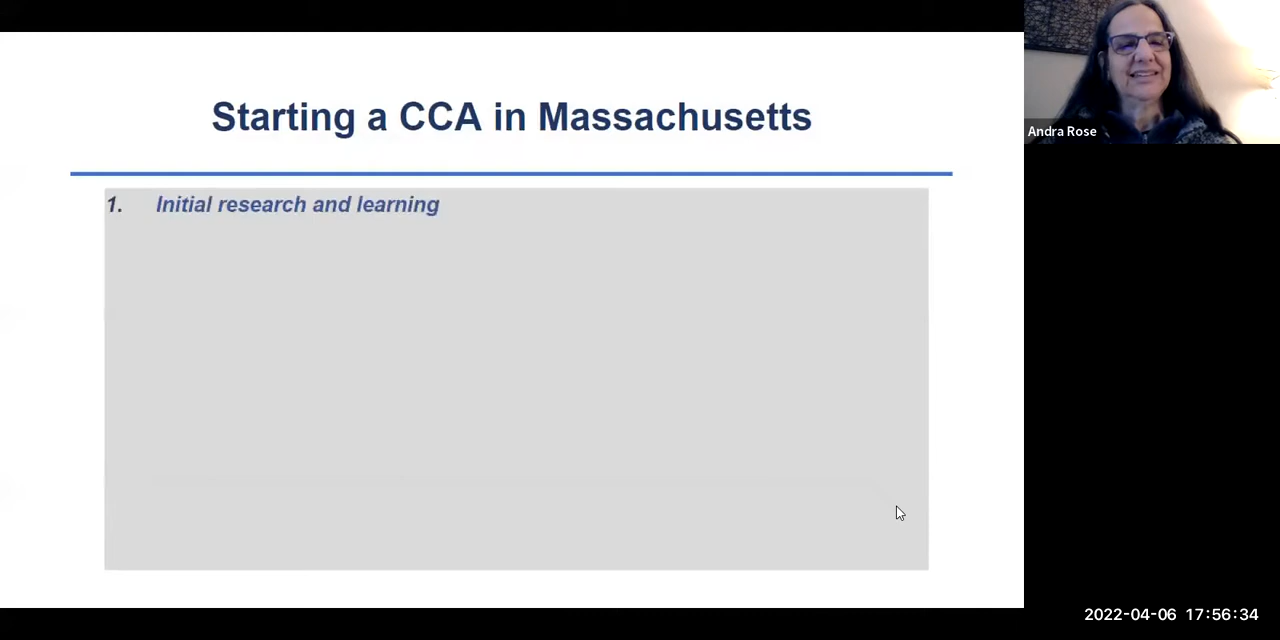 Starting a CCA in Massachusetts
1. Initial research and learning
Andra Rose
2022-04-06 17:56:34